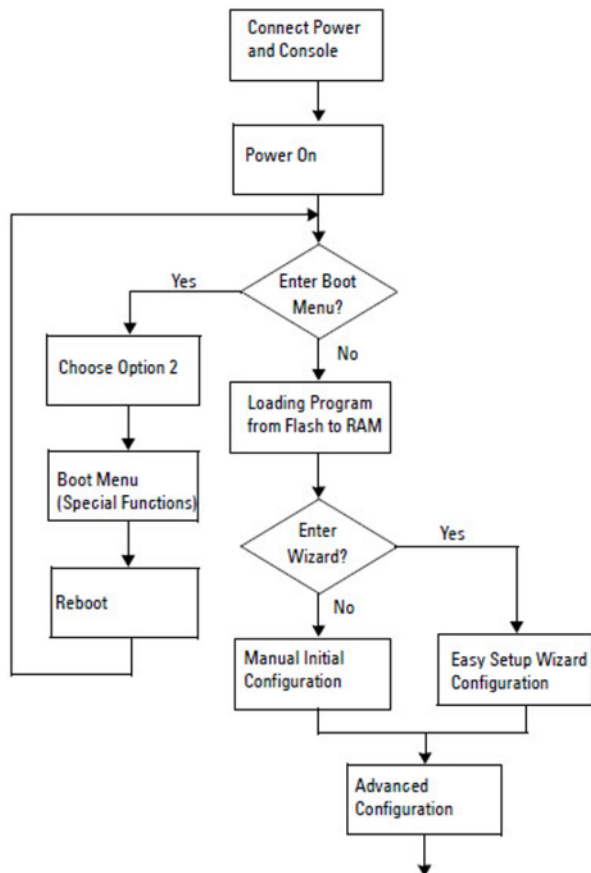 Connect Power
and Console
Power On
Enter Boot
Menu?
Yes
No
Choose Option 2
Loading Program
from Flash to RAM
Boot Menu
(Special Functions)
Enter
Wizard?
Yes
No
Reboot
Manual Initial
Configuration
Easy Setup Wizard
Configuration
Advanced
Configuration